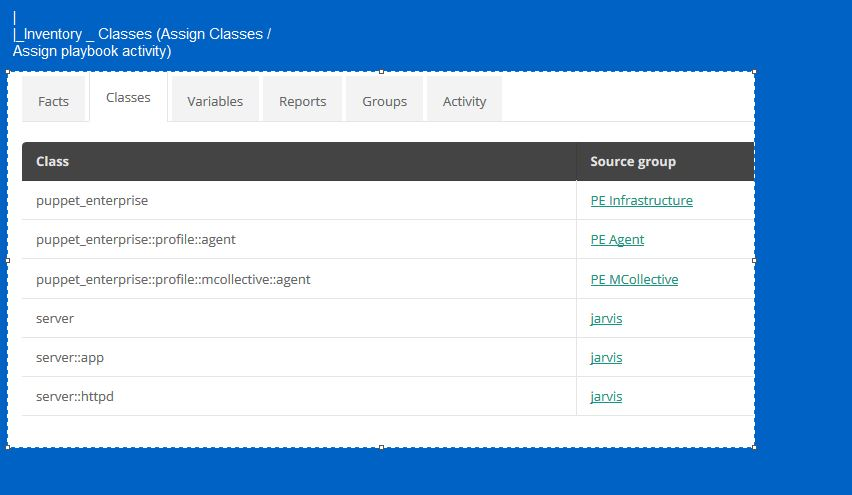 |
|_Inventory _ Classes (Assign Classes /
Assign playbook activity)
Facts Classes Variables Reports Groups Activity
Class Source group
puppet_enterprise PE Infrastructure
puppet_enterprise::profile::agent PE Agent
puppet_enterprise::profile::mcollective::agent PE MCollective
server jarvis
server::app jarvis
server::httpd jarvis